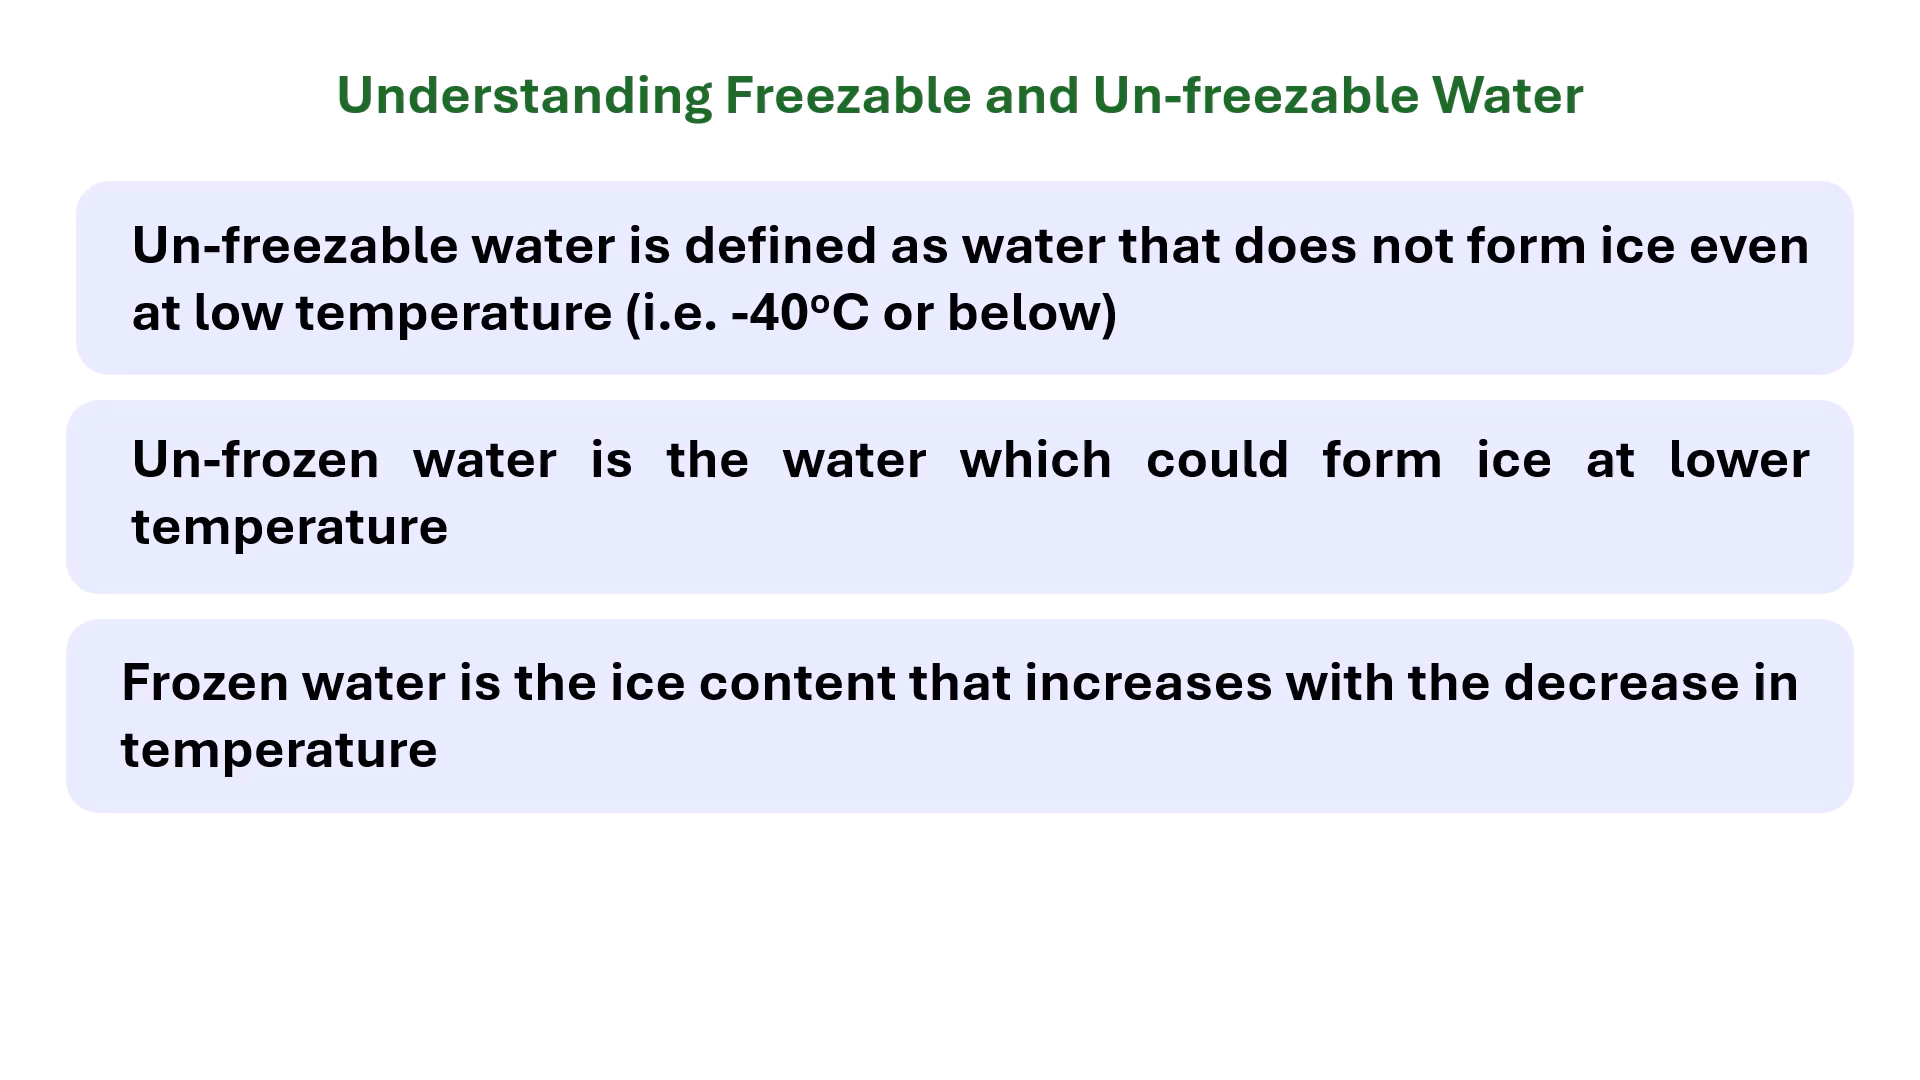 Understanding Freezable and Un-freezable Water
Un-freezable water is defined as water that does not form ice even
at low temperature (i.e. -40ºC or below)
Un-frozen water is the water which could form ice at lower
temperature
Frozen water is the ice content that increases with the decrease in
temperature